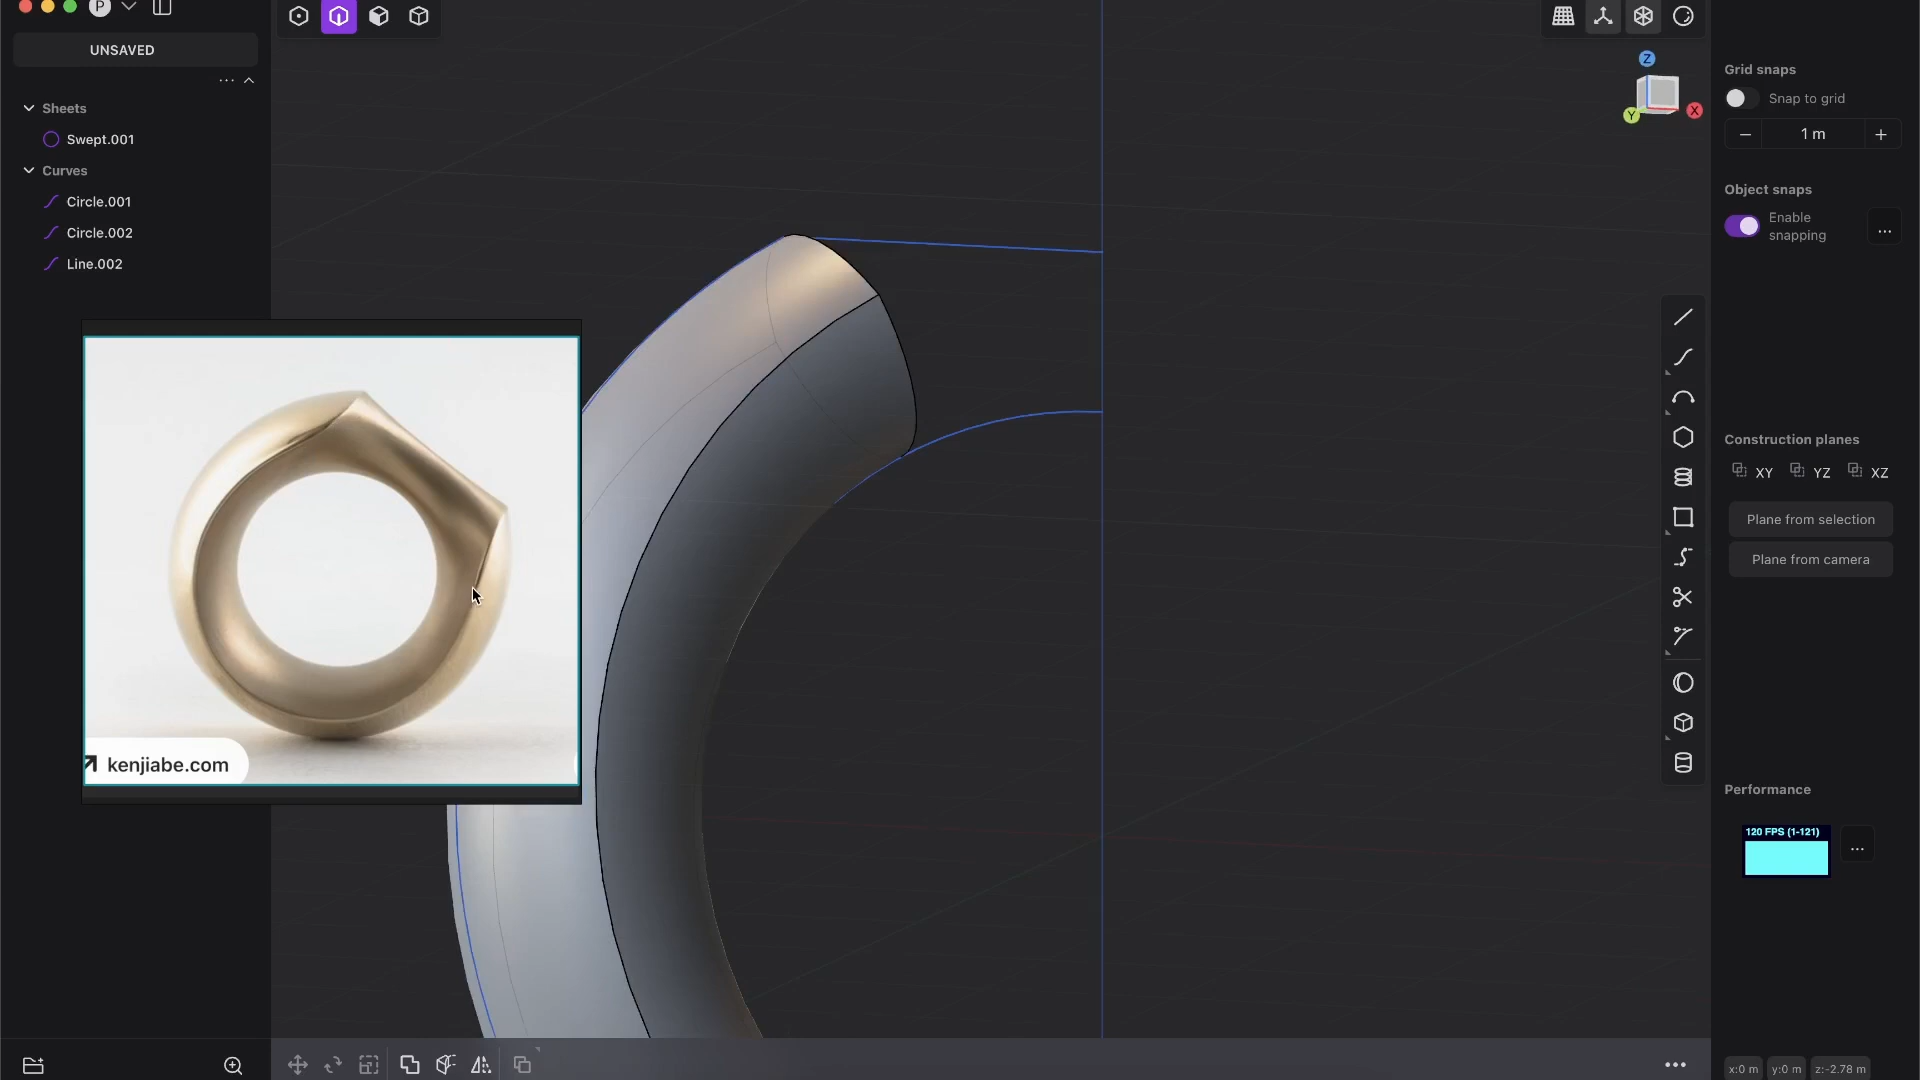 P
UNSAVED
Sheets
Swept.001
Curves
Circle.001
Circle.002
Line.002
kenjiabe.com
Z
Y
X
Grid snaps
Snap to grid
1 m
Object snaps
Enable
snapping
Construction planes
XY
YZ
XZ
Plane from selection
Plane from camera
Performance
120 FPS (1-121)
x:0 m
y:0 m
z:-2.78 m